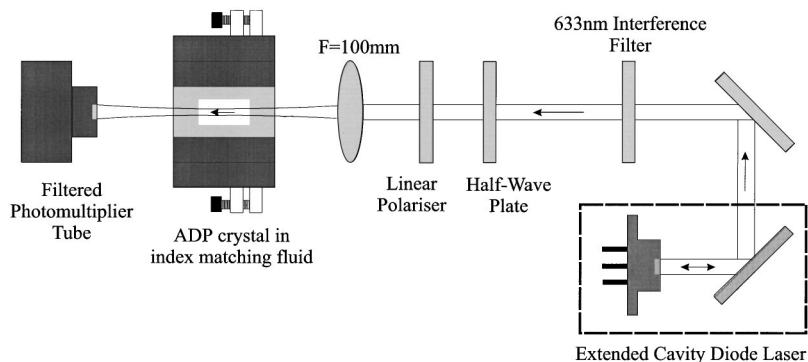 F=100mm
633nm Interference
Filter
Filtered
Photomultiplier
Tube
ADP crystal in
index matching fluid
Linear
Polariser
Half-Wave
Plate
Extended Cavity Diode Laser